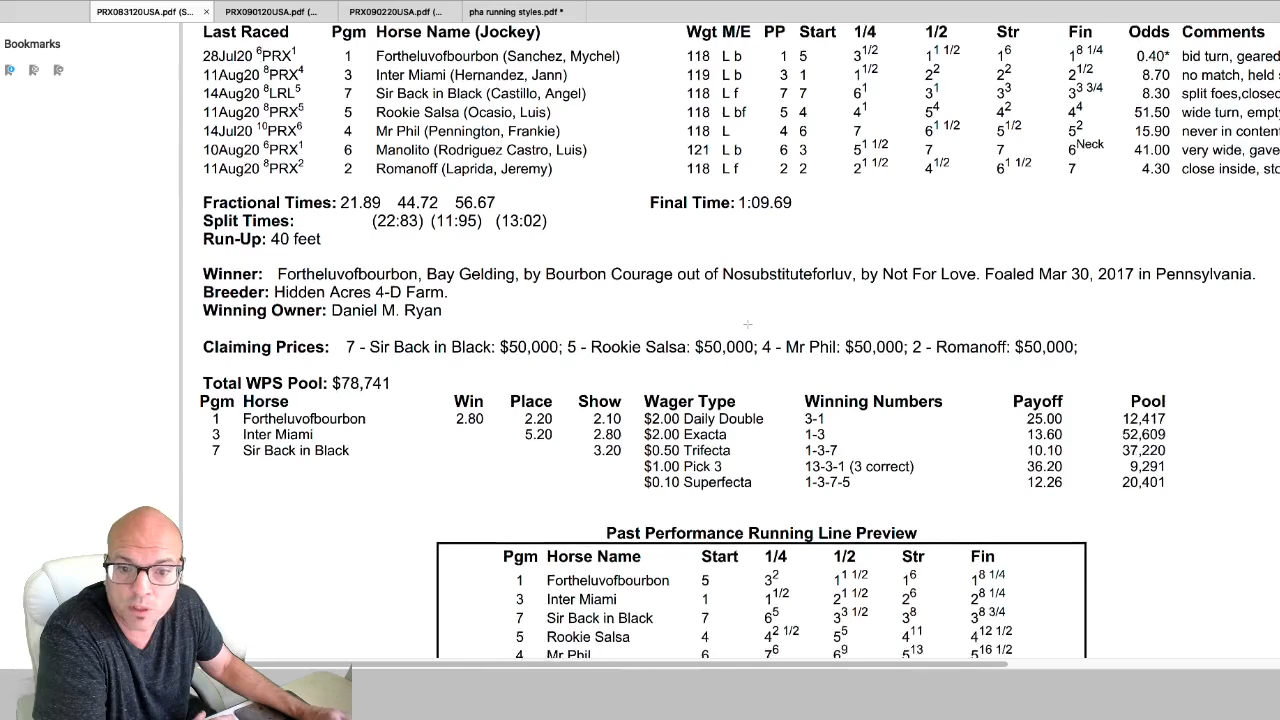 PRX083120USA.pdf (S... × PRX090120USA.pdf (... PRX090220USA.pdf (... pha running styles.pdf *
Bookmarks
Last Raced Pgm Horse Name (Jockey) Wgt M/E PP Start 1/4 1/2 Str Fin Odds Comments
28Jul20 6PRX1 1 Fortheluvofbourbon (Sanchez, Mychel) 118 L b 1 5 3 1/2 1 1 1/2 1 6 1 8 1/4 0.40* bid turn, geared
11Aug20 8PRX4 3 Inter Miami (Hernandez, Jann) 119 L b 3 1 1 1/2 2 2 2 2 2 1/2 8.70 no match, held s
14Aug20 8LRL5 7 Sir Back in Black (Castillo, Angel) 118 L f 7 7 6 1 3 1 3 3 3 3 3/4 8.30 split foes,closed
11Aug20 8PRX5 5 Rookie Salsa (Ocasio, Luis) 118 L bf 5 4 4 1 5 4 4 2 4 4 51.50 wide turn, empty
14Jul20 10PRX6 4 Mr Phil (Pennington, Frankie) 118 L 4 6 7 6 1 1/2 5 1/2 5 2 15.90 never in conten
10Aug20 6PRX1 6 Manolito (Rodriguez Castro, Luis) 121 L b 6 3 5 1 1/2 7 7 6 Neck 41.00 very wide, gave
11Aug20 8PRX2 2 Romanoff (Laprida, Jeremy) 118 L f 2 2 2 1 1/2 4 1/2 6 1 1/2 7 4.30 close inside, sto
Fractional Times: 21.89 44.72 56.67 Final Time: 1:09.69
Split Times: (22:83) (11:95) (13:02)
Run-Up: 40 feet
Winner: Fortheluvofbourbon, Bay Gelding, by Bourbon Courage out of Nosubstituteforluv, by Not For Love. Foaled Mar 30, 2017 in Pennsylvania.
Breeder: Hidden Acres 4-D Farm.
Winning Owner: Daniel M. Ryan
Claiming Prices: 7 - Sir Back in Black: $50,000; 5 - Rookie Salsa: $50,000; 4 - Mr Phil: $50,000; 2 - Romanoff: $50,000;
Total WPS Pool: $78,741
Pgm Horse Win Place Show Wager Type Winning Numbers Payoff Pool
1 Fortheluvofbourbon 2.80 2.20 2.10 $2.00 Daily Double 3-1 25.00 12,417
3 Inter Miami 5.20 2.80 $2.00 Exacta 1-3 13.60 52,609
7 Sir Back in Black 3.20 $0.50 Trifecta 1-3-7 10.10 37,220
$1.00 Pick 3 13-3-1 (3 correct) 36.20 9,291
$0.10 Superfecta 1-3-7-5 12.26 20,401
Past Performance Running Line Preview
Pgm Horse Name Start 1/4 1/2 Str Fin
1 Fortheluvofbourbon 5 3 2 1 1 1/2 1 6 1 8 1/4
3 Inter Miami 1 1 1/2 2 1 1/2 2 6 2 8 1/4
7 Sir Back in Black 7 6 5 3 3 1/2 3 8 3 8 3/4
5 Rookie Salsa 4 4 2 1/2 5 5 4 11 4 12 1/2
4 Mr Phil 6 7 6 6 9 5 13 5 16 1/2